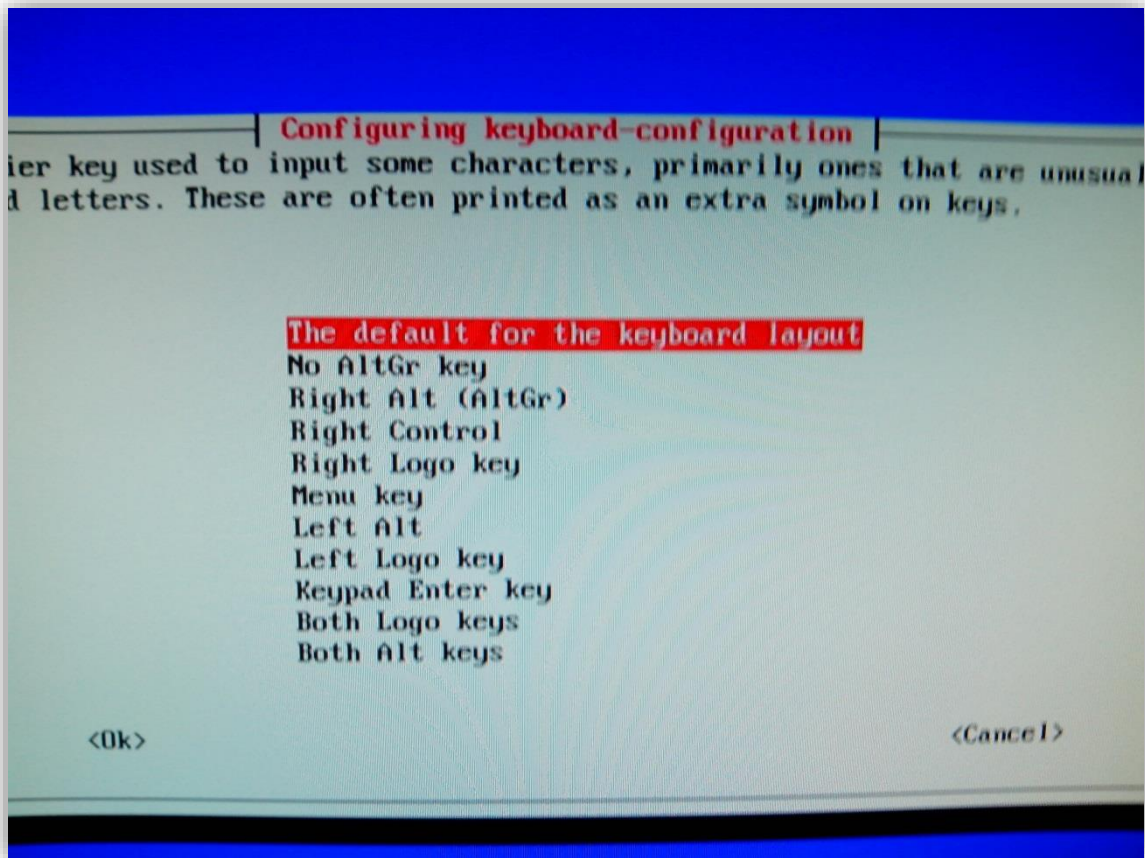 Configuring keyboard-configuration
ier key used to input some characters, primarily ones that are unusual
d letters. These are often printed as an extra symbol on keys.
The default for the keyboard layout
No AltGr key
Right Alt (AltGr)
Right Control
Right Logo key
Menu key
Left Alt
Left Logo key
Keypad Enter key
Both Logo keys
Both Alt keys
<Ok> <Cancel>